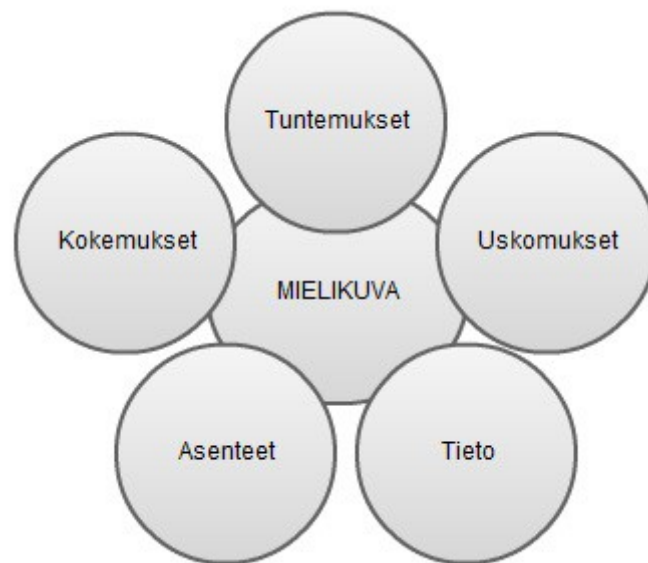 Tuntemukset
Kokemukset
Uskomukset
MIELIKUVA
Asenteet
Tieto